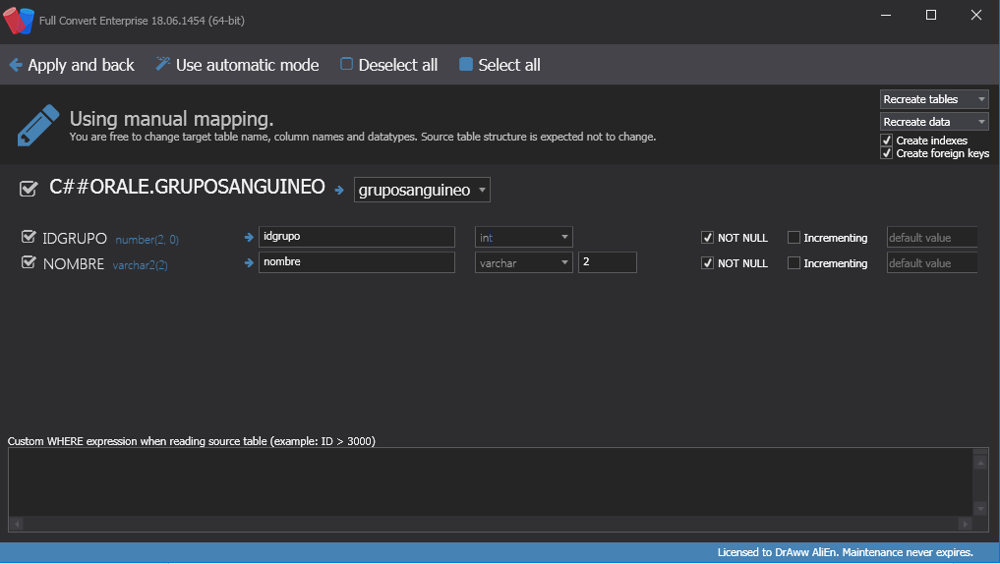 Full Convert Enterprise 18.06.1454 (64-bit)
Apply and back Use automatic mode Deselect all Select all
Using manual mapping.
You are free to change target table name, column names and datatypes. Source table structure is expected not to change.
Recreate tables
Recreate data
Create indexes
Create foreign keys
C##ORALE.GRUPOSANGUINEO gruposanguineo
IDGRUPO number(2, 0) idgrupo int NOT NULL Incrementing default value
NOMBRE varchar2(2) nombre varchar 2 NOT NULL Incrementing default value
Custom WHERE expression when reading source table (example: ID > 3000)
Licensed to DrAww AliEn. Maintenance never expires.